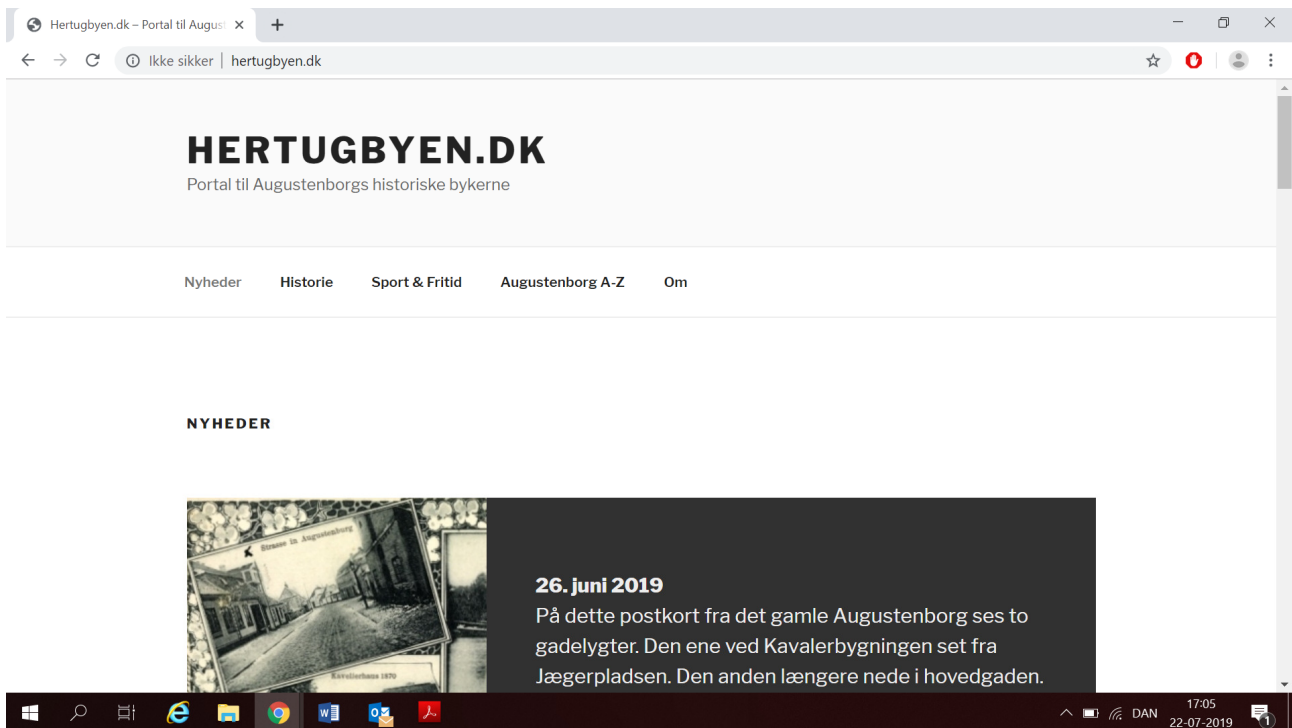 Hertugbyen.dk – Portal til August
Ikke sikker | hertugbyen.dk
HERTUGBYEN.DK
Portal til Augustenborgs historiske bykerne
Nyheder Historie Sport & Fritid Augustenborg A-Z Om
NYHEDER
Strasse in Augustenburg
Kavalierhaus 1870
26. juni 2019
På dette postkort fra det gamle Augustenborg ses to
gadelygter. Den ene ved Kavalerbygningen set fra
Jægerpladsen. Den anden længere nede i hovedgaden.
DAN
17:05
22-07-2019
1